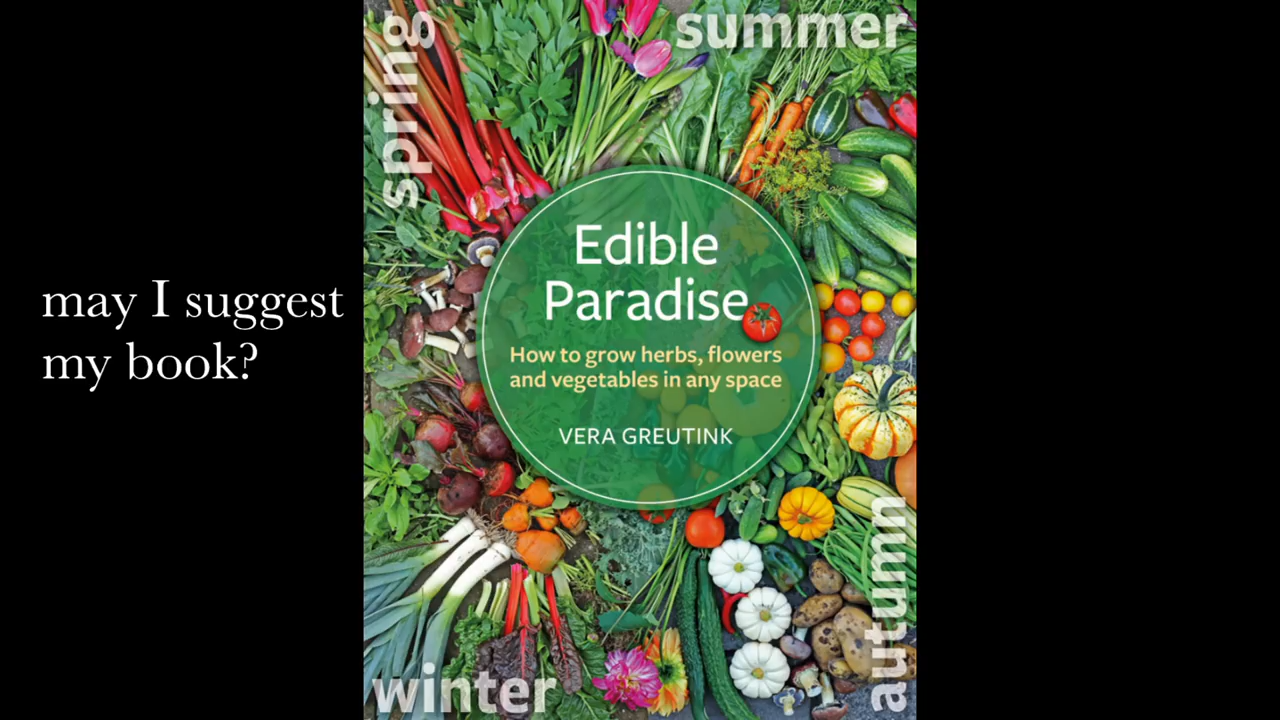 spring
summer
may I suggest
my book?
Edible
Paradise
How to grow herbs, flowers
and vegetables in any space
VERA GREUTINK
winter
autumn